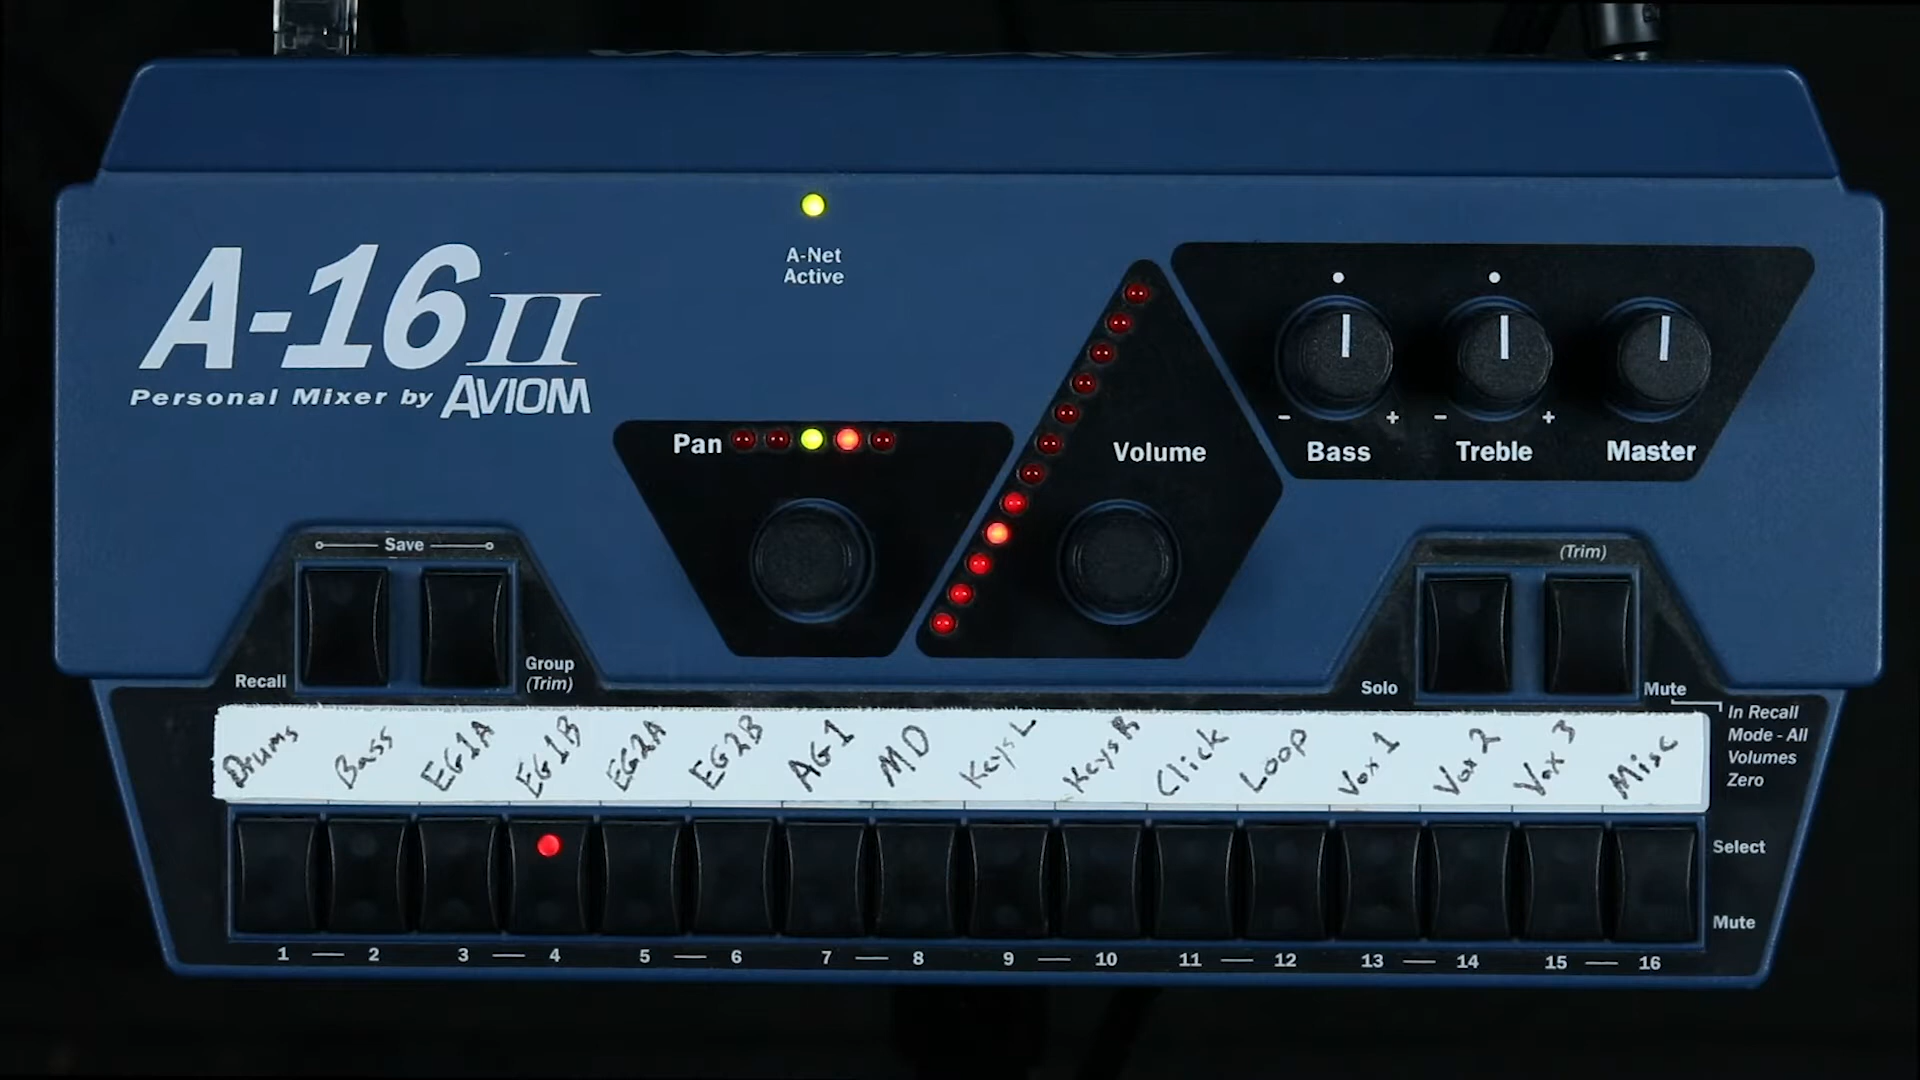 A-Net
Active
A-16 II
Personal Mixer by AVIOM
Pan
Volume
- +
Bass
- +
Treble
Master
Save
Recall
Group
(Trim)
(Trim)
Solo
Mute
In Recall
Mode - All
Volumes
Zero
Drums Bass EG1A EG1B EG2A EG2B AG1 MD Keys L Keys R Click Loop Vox 1 Vox 2 Vox 3 Misc
Select
Mute
1 — 2 3 — 4 5 — 6 7 — 8 9 — 10 11 — 12 13 — 14 15 — 16